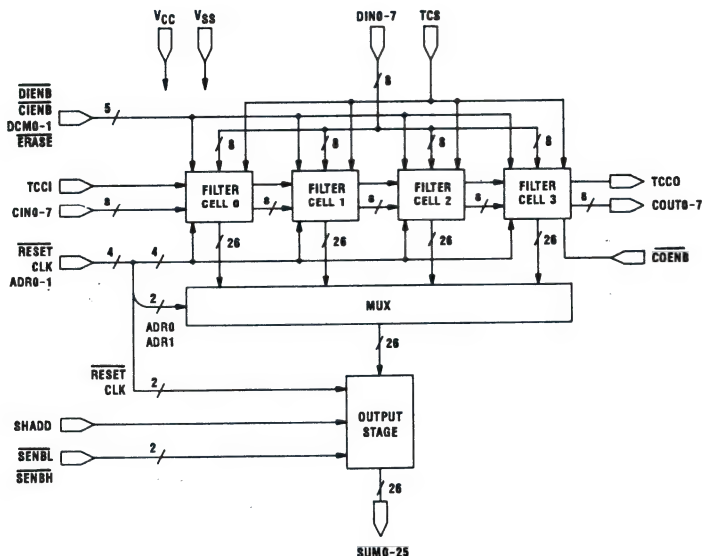 VCC VSS DIN0-7 TCS
8
DIENB
CIENB 5
DCM0-1
ERASE
8 8 8 8
TCCI FILTER CELL 0 FILTER CELL 1 FILTER CELL 2 FILTER CELL 3 TCCO
CIN0-7 8 8 8 8 8 COUT0-7
26 26 26 26
RESET
CLK 4 4
ADR0-1
COENB
2
ADR0
ADR1
MUX
26
RESET
CLK 2
OUTPUT
STAGE
SHADD
SENBL 2
SENBH
26
SUM0-25